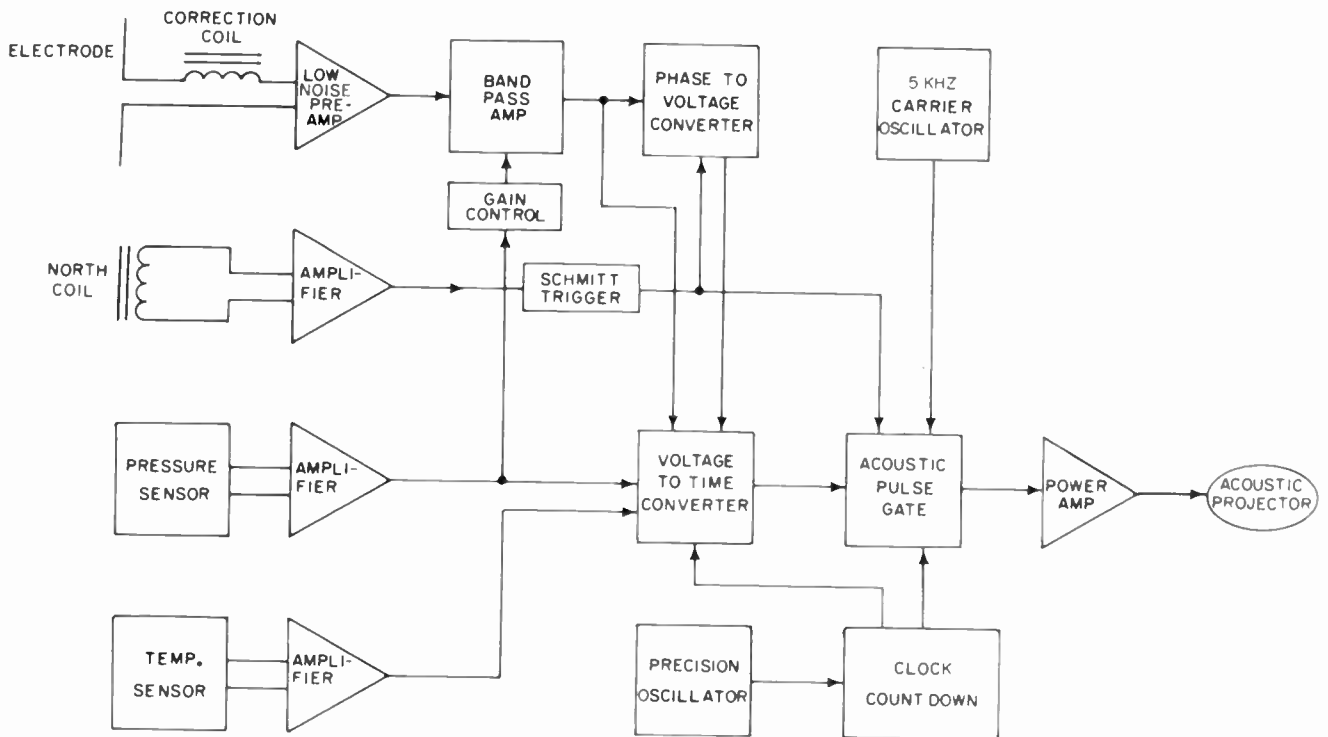 CORRECTION
COIL
ELECTRODE
LOW
NOISE
PRE-
AMP
BAND
PASS
AMP
PHASE TO
VOLTAGE
CONVERTER
5 KHZ
CARRIER
OSCILLATOR
GAIN
CONTROL
NORTH
COIL
AMPLI-
FIER
SCHMITT
TRIGGER
PRESSURE
SENSOR
AMPLI-
FIER
VOLTAGE
TO TIME
CONVERTER
ACOUSTIC
PULSE
GATE
POWER
AMP
ACOUSTIC
PROJECTOR
TEMP.
SENSOR
AMPLI-
FIER
PRECISION
OSCILLATOR
CLOCK
COUNT DOWN